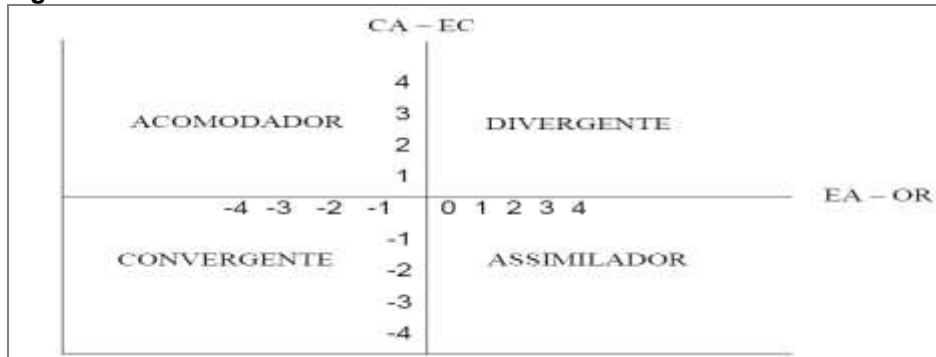 CA – EC
4
3
ACOMODADOR DIVERGENTE
2
1
EA – OR
-4 -3 -2 -1 0 1 2 3 4
-1
CONVERGENTE ASSIMILADOR
-2
-3
-4